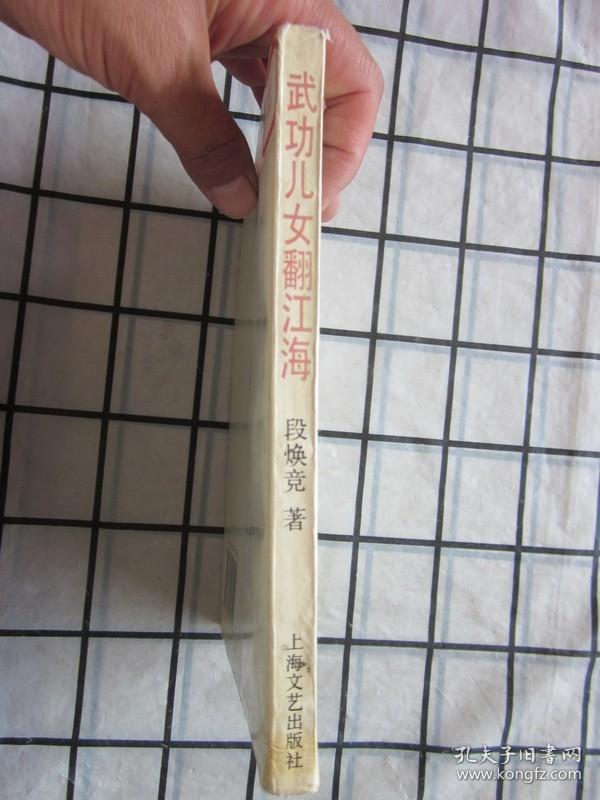 武功儿女翻江海
段焕竞 著
上海文艺出版社
孔夫子旧书网
www.kongfz.com